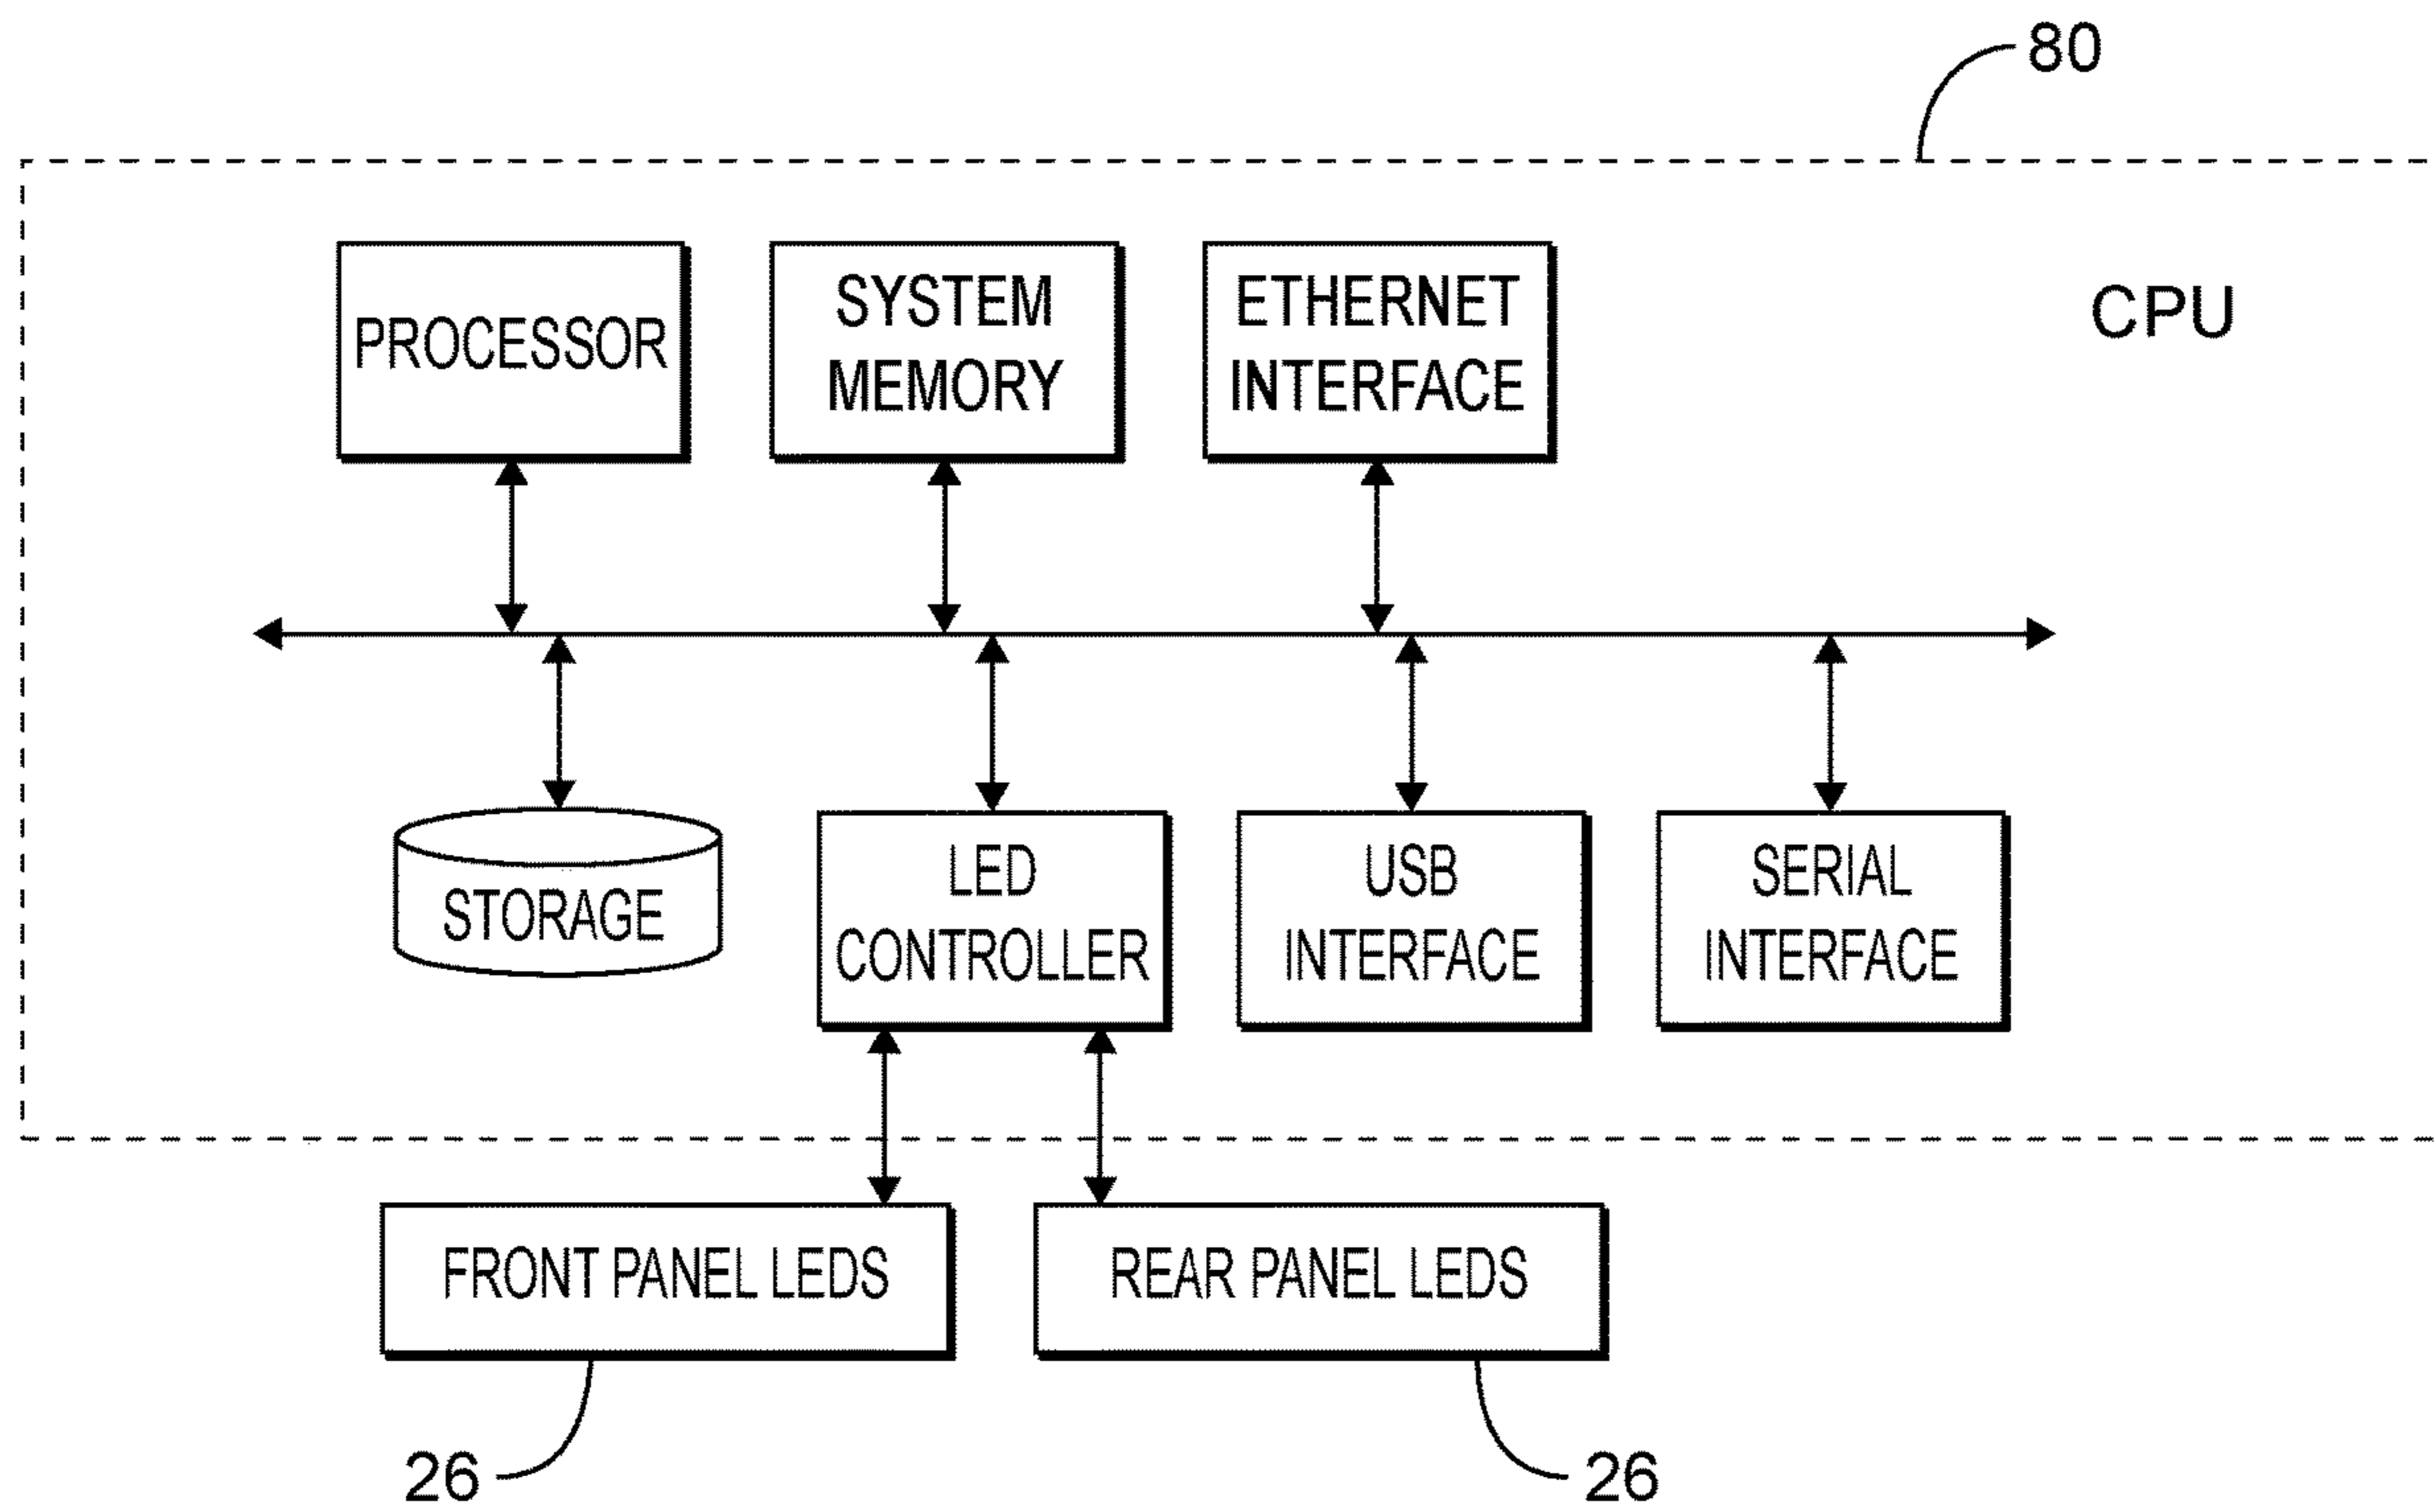 80
CPU
PROCESSOR
SYSTEM
MEMORY
ETHERNET
INTERFACE
STORAGE
LED
CONTROLLER
USB
INTERFACE
SERIAL
INTERFACE
FRONT PANEL LEDS
REAR PANEL LEDS
26
26